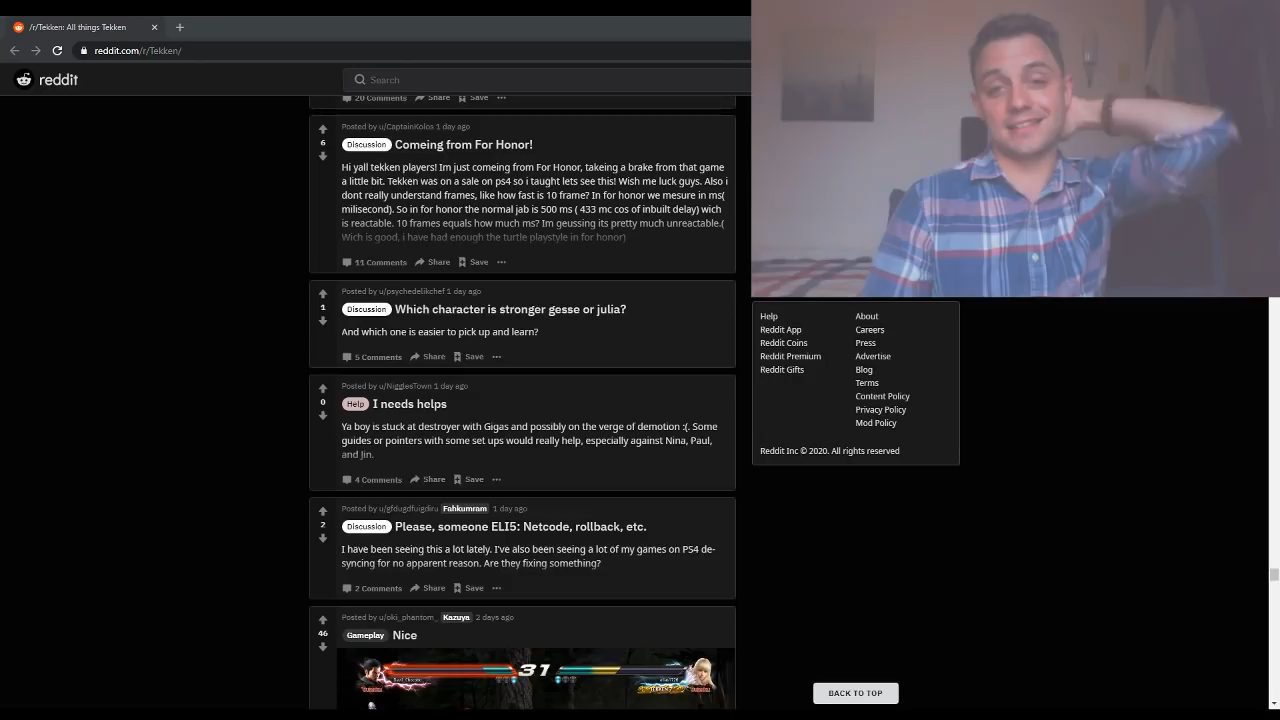 /r/Tekken: All things Tekken
reddit.com/r/Tekken/
reddit
Search
20 Comments Share Save
Posted by u/CaptainKolos 1 day ago
6
Discussion Comeing from For Honor!
Hi yall tekken players! Im just comeing from For Honor, takeing a brake from that game
a little bit. Tekken was on a sale on ps4 so i taught lets see this! Wish me luck guys. Also i
dont really understand frames, like how fast is 10 frame? In for honor we mesure in ms(
milisecond). So in for honor the normal jab is 500 ms ( 433 mc cos of inbuilt delay) wich
is reactable. 10 frames equals how much ms? Im geussing its pretty much unreactable.(
Wich is good, i have had enough the turtle playstyle in for honor)
11 Comments Share Save
Posted by u/psychedelikchef 1 day ago
1
Discussion Which character is stronger gesse or julia?
And which one is easier to pick up and learn?
5 Comments Share Save
Posted by u/NigglesTown 1 day ago
0
Help I needs helps
Ya boy is stuck at destroyer with Gigas and possibly on the verge of demotion :(. Some
guides or pointers with some set ups would really help, especially against Nina, Paul,
and Jin.
4 Comments Share Save
Posted by u/gfdugdfuigdiru Fahkumram 1 day ago
2
Discussion Please, someone ELI5: Netcode, rollback, etc.
I have been seeing this a lot lately. I've also been seeing a lot of my games on PS4 de-
syncing for no apparent reason. Are they fixing something?
2 Comments Share Save
Posted by u/oki_phantom_ Kazuya 2 days ago
46
Gameplay Nice
31
Help About
Reddit App Careers
Reddit Coins Press
Reddit Premium Advertise
Reddit Gifts Blog
Terms
Content Policy
Privacy Policy
Mod Policy
Reddit Inc © 2020. All rights reserved
BACK TO TOP